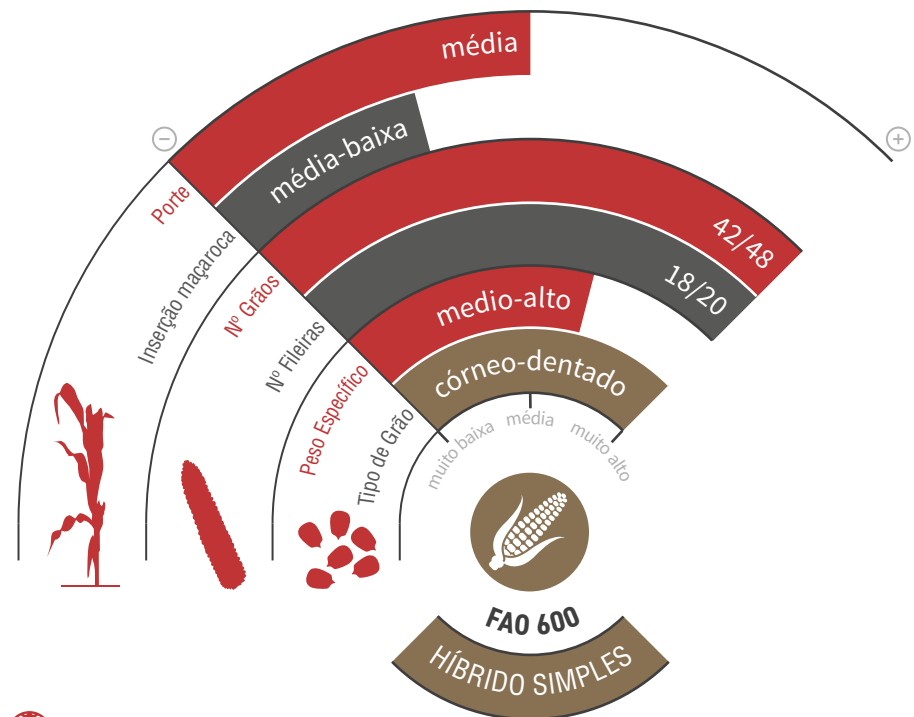 média
média-baixa
42/48
18/20
medio-alto
córneo-dentado
−
+
Porte
Inserção maçaroca
Nº Grãos
Nº Fileiras
Peso Específico
Tipo de Grão
muito baixa
média
muito alto
FAO 600
HÍBRIDO SIMPLES